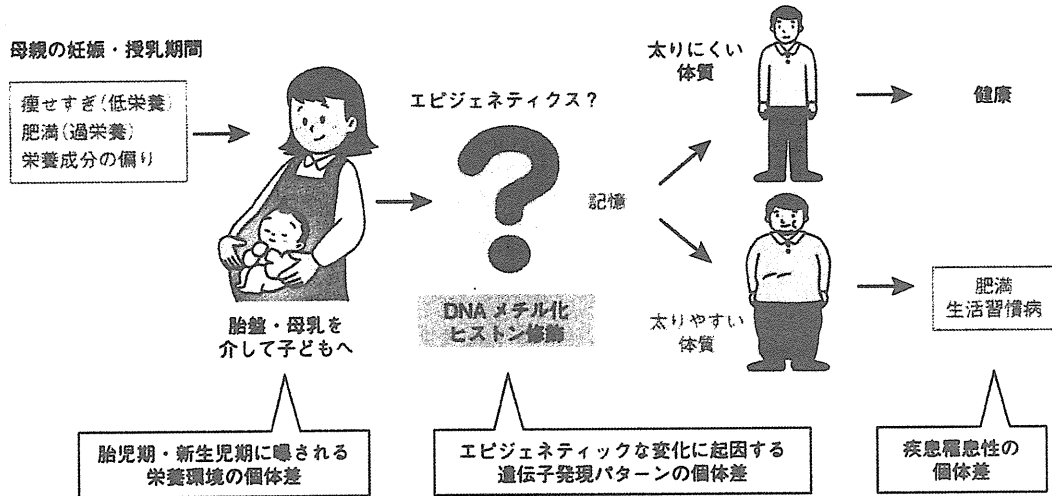 母親の妊娠・授乳期間
痩せすぎ(低栄養)
肥満(過栄養)
栄養成分の偏り
胎盤・母乳を
介して子どもへ
エピジェネティクス?
?
記憶
DNAメチル化
ヒストン修飾
太りにくい
体質
健康
太りやすい
体質
肥満
生活習慣病
胎児期・新生児期に曝される
栄養環境の個体差
エピジェネティックな変化に起因する
遺伝子発現パターンの個体差
疾患罹患性の
個体差